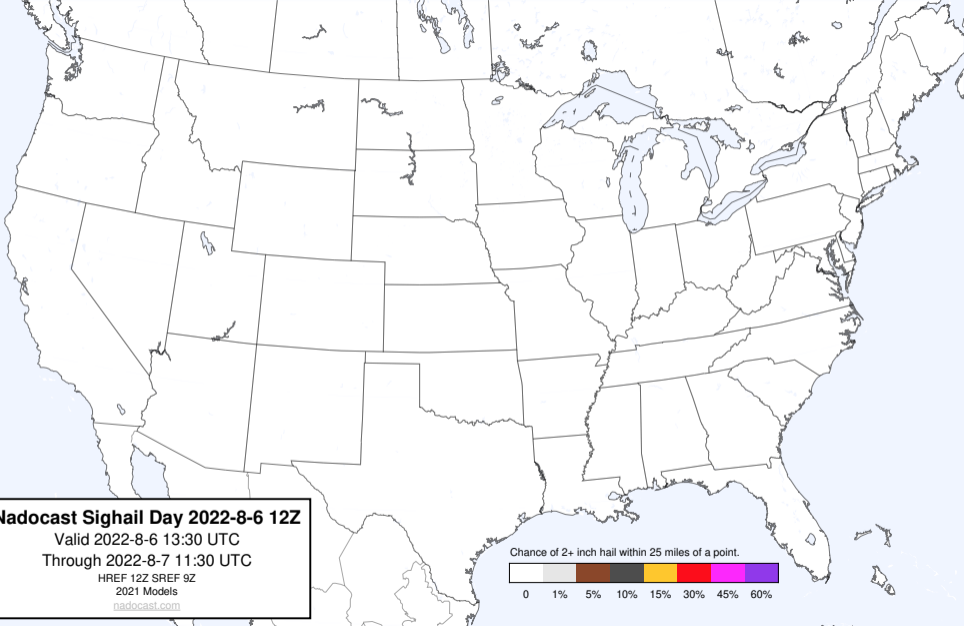 Nadocast Sighail Day 2022-8-6 12Z
Valid 2022-8-6 13:30 UTC
Through 2022-8-7 11:30 UTC
HREF 12Z SREF 9Z
2021 Models
nadocast.com
Chance of 2+ inch hail within 25 miles of a point.
0 1% 5% 10% 15% 30% 45% 60%